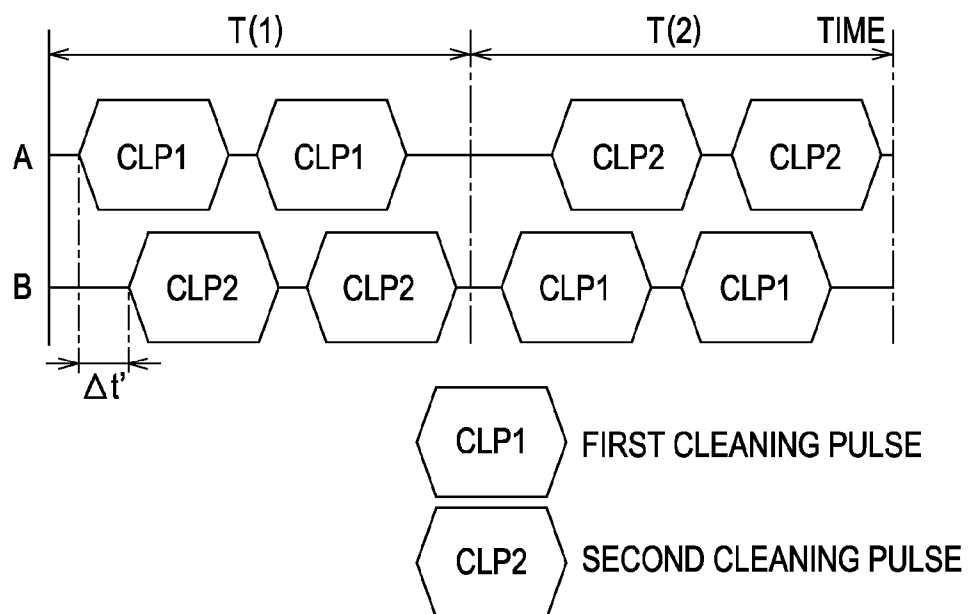 T(1) T(2) TIME
A CLP1 CLP1 CLP2 CLP2
B CLP2 CLP2 CLP1 CLP1
Δt'
CLP1 FIRST CLEANING PULSE
CLP2 SECOND CLEANING PULSE